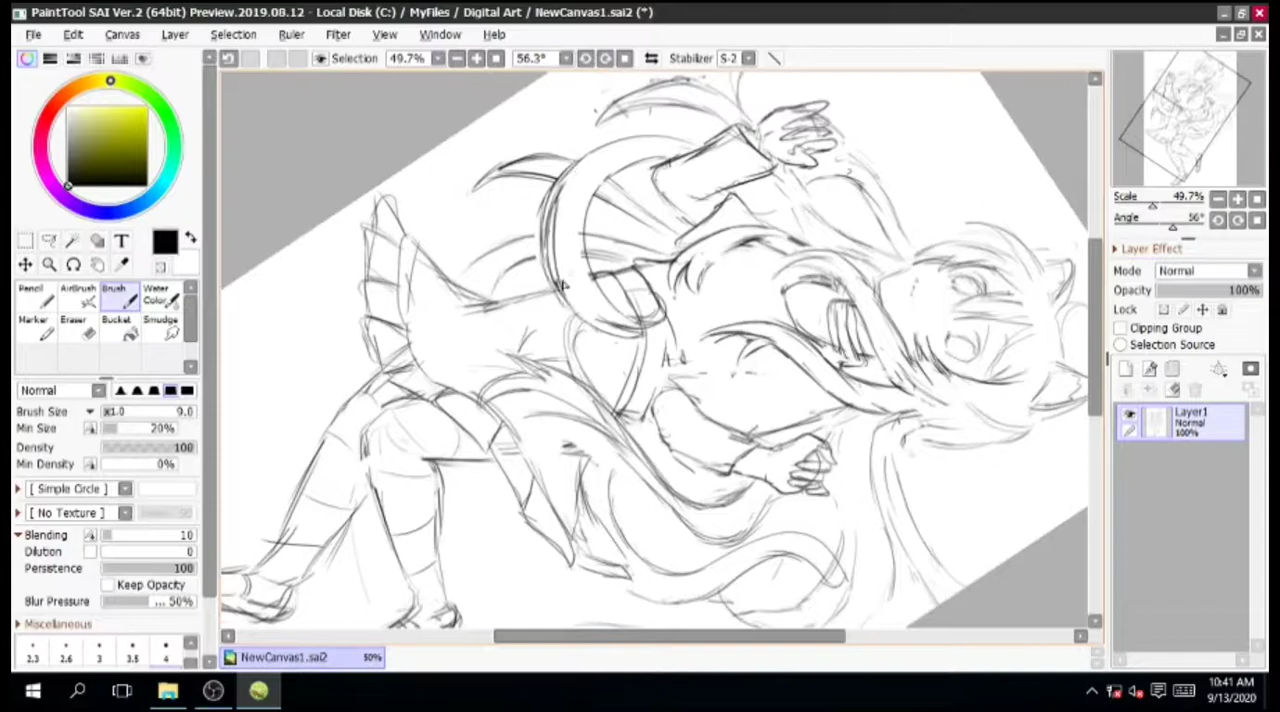 PaintTool SAI Ver.2 (64bit) Preview.2019.08.12 - Local Disk (C:) / MyFiles / Digital Art / NewCanvas1.sai2 (*)
File Edit Canvas Layer Selection Ruler Filter View Window Help
Selection 49.7% 56.3° Stabilizer S-2
Scale 49.7%
Angle 56°
Layer Effect
Mode Normal
Opacity 100%
Lock
Clipping Group
Selection Source
Layer1
Normal
100%
T
Pencil AirBrush Brush Water Color
Marker Eraser Bucket Smudge
Normal
Brush Size x1.0 9.0
Min Size 20%
Density 100
Min Density 0%
[ Simple Circle ]
[ No Texture ]
Blending 10
Dilution 0
Persistence 100
Keep Opacity
Blur Pressure ... 50%
Miscellaneous
2.3 2.6 3 3.5 4
NewCanvas1.sai2 50%
10:41 AM
9/13/2020